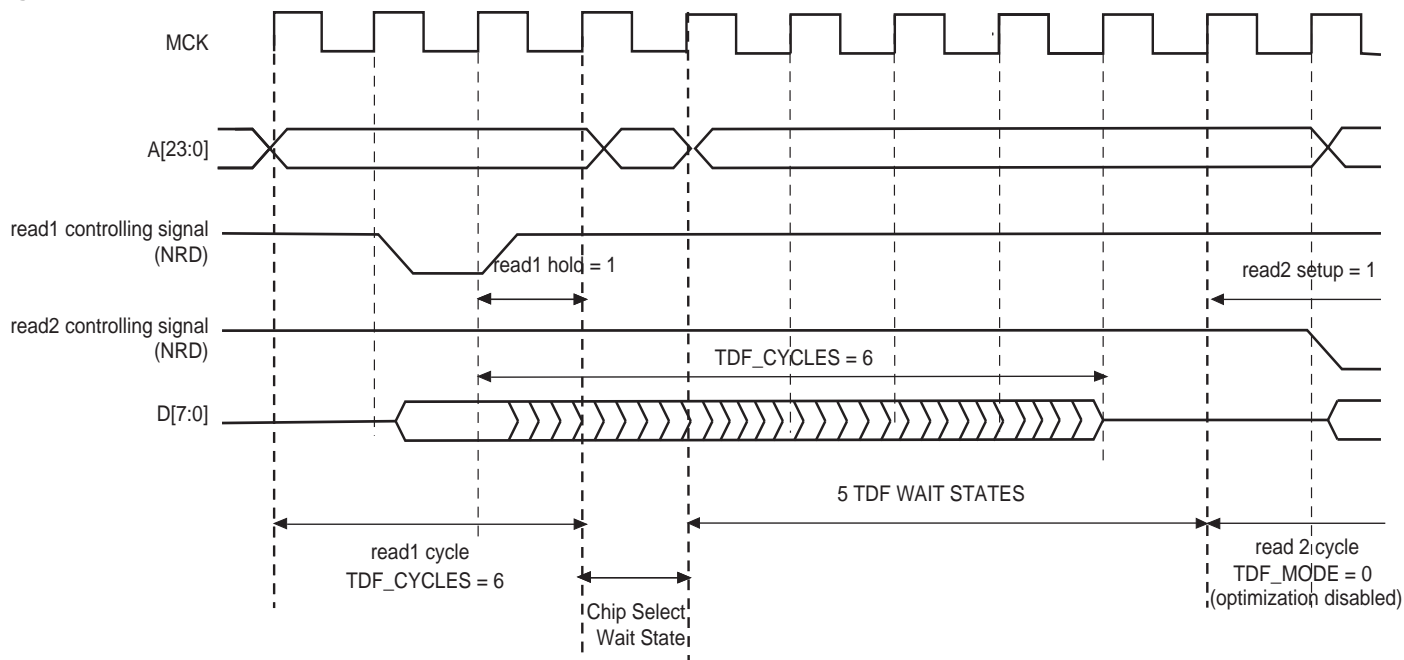 MCK
A[23:0]
read1 controlling signal
(NRD)
read1 hold = 1
read2 setup = 1
read2 controlling signal
(NRD)
TDF_CYCLES = 6
D[7:0]
5 TDF WAIT STATES
read1 cycle
TDF_CYCLES = 6
Chip Select
Wait State
read 2 cycle
TDF_MODE = 0
(optimization disabled)